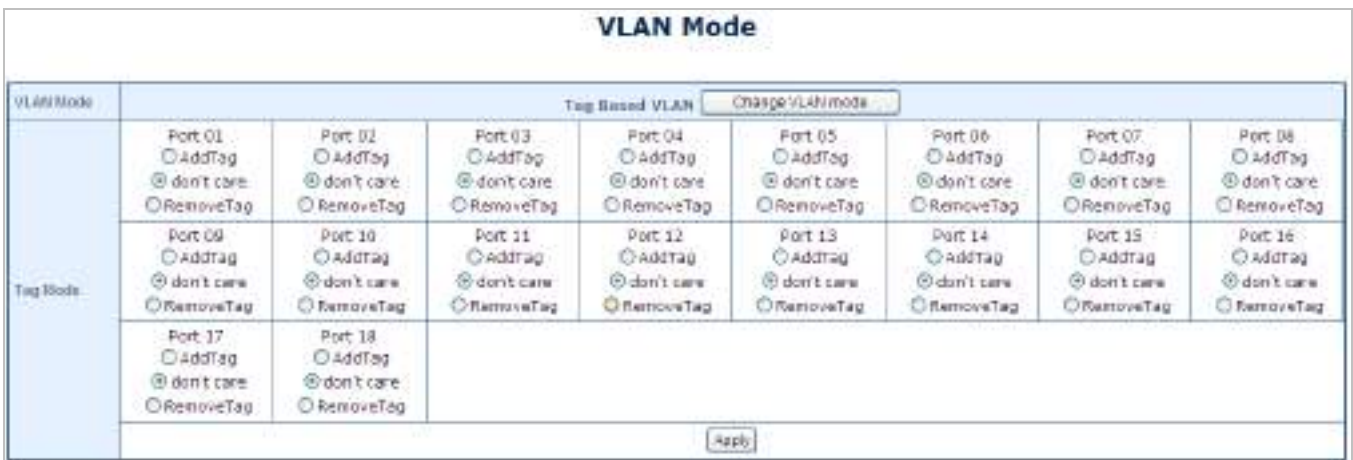 VLAN Mode
VLAN Mode
Tag Based VLAN Change VLAN mode
Port 01 Port 02 Port 03 Port 04 Port 05 Port 06 Port 07 Port 08
AddTag AddTag AddTag AddTag AddTag AddTag AddTag AddTag
don't care don't care don't care don't care don't care don't care don't care don't care
RemoveTag RemoveTag RemoveTag RemoveTag RemoveTag RemoveTag RemoveTag RemoveTag
Port 09 Port 10 Port 11 Port 12 Port 13 Port 14 Port 15 Port 16
AddTag AddTag AddTag AddTag AddTag AddTag AddTag AddTag
Tag Mode
don't care don't care don't care don't care don't care don't care don't care don't care
RemoveTag RemoveTag RemoveTag RemoveTag RemoveTag RemoveTag RemoveTag RemoveTag
Port 17 Port 18
AddTag AddTag
don't care don't care
RemoveTag RemoveTag
Apply